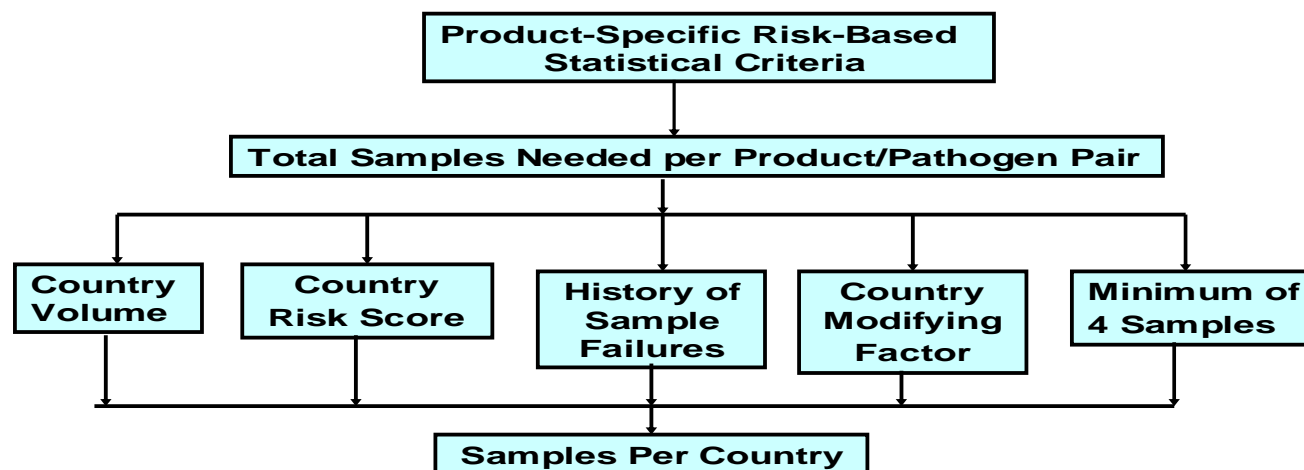 Product-Specific Risk-Based
Statistical Criteria
Total Samples Needed per Product/Pathogen Pair
Country
Volume
Country
Risk Score
History of
Sample
Failures
Country
Modifying
Factor
Minimum of
4 Samples
Samples Per Country